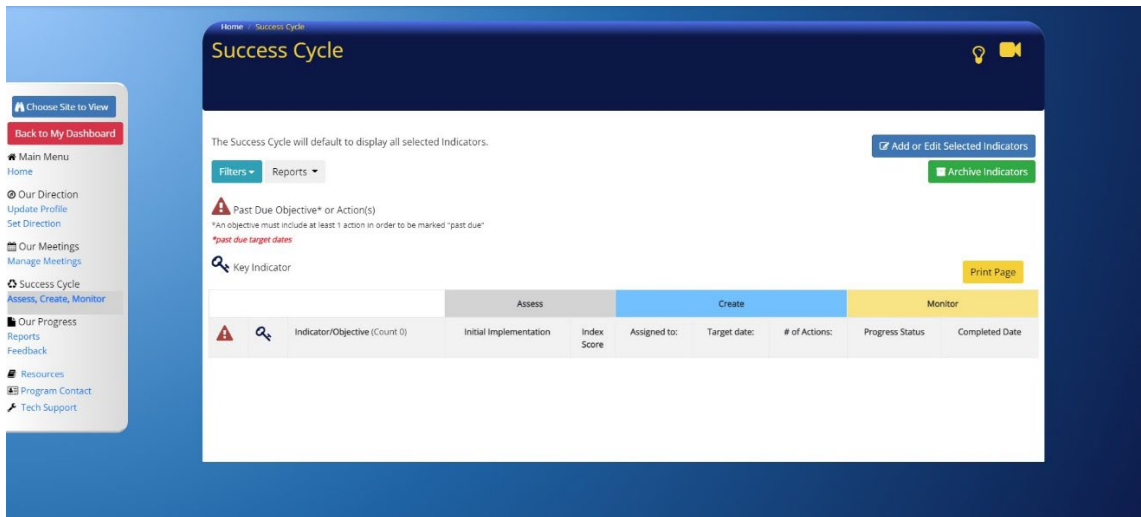 Home / Success Cycle
Success Cycle
Choose Site to View
Back to My Dashboard
Main Menu
Home
Our Direction
Update Profile
Set Direction
Our Meetings
Manage Meetings
Success Cycle
Assess, Create, Monitor
Our Progress
Reports
Feedback
Resources
Program Contact
Tech Support
The Success Cycle will default to display all selected Indicators.
Add or Edit Selected Indicators
Filters Reports
Archive Indicators
Past Due Objective* or Action(s)
*An objective must include at least 1 action in order to be marked "past due"
*past due target dates
Key Indicator
Print Page
Assess Create Monitor
Indicator/Objective (Count 0) Initial Implementation Index Score Assigned to: Target date: # of Actions: Progress Status Completed Date